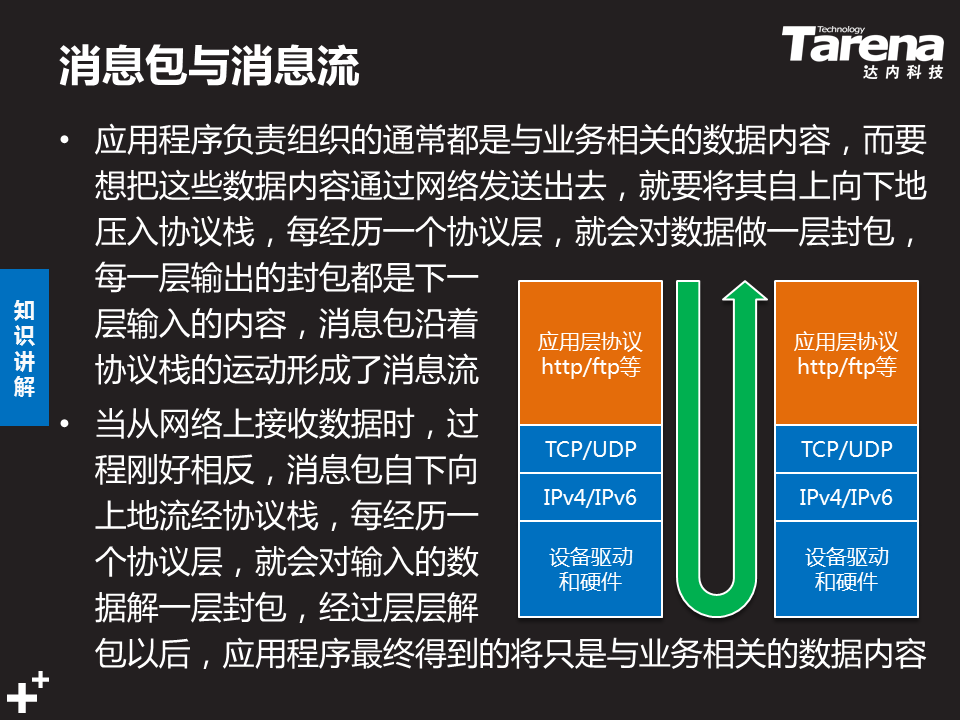 消息包与消息流
Technology
Tarena
达内科技
• 应用程序负责组织的通常都是与业务相关的数据内容，而要
想把这些数据内容通过网络发送出去，就要将其自上向下地
压入协议栈，每经历一个协议层，就会对数据做一层封包，
每一层输出的封包都是下一
层输入的内容，消息包沿着
协议栈的运动形成了消息流
• 当从网络上接收数据时，过
程刚好相反，消息包自下向
上地流经协议栈，每经历一
个协议层，就会对输入的数
据解一层封包，经过层层解
包以后，应用程序最终得到的将只是与业务相关的数据内容
知
识
讲
解
应用层协议
http/ftp等
TCP/UDP
IPv4/IPv6
设备驱动
和硬件
应用层协议
http/ftp等
TCP/UDP
IPv4/IPv6
设备驱动
和硬件